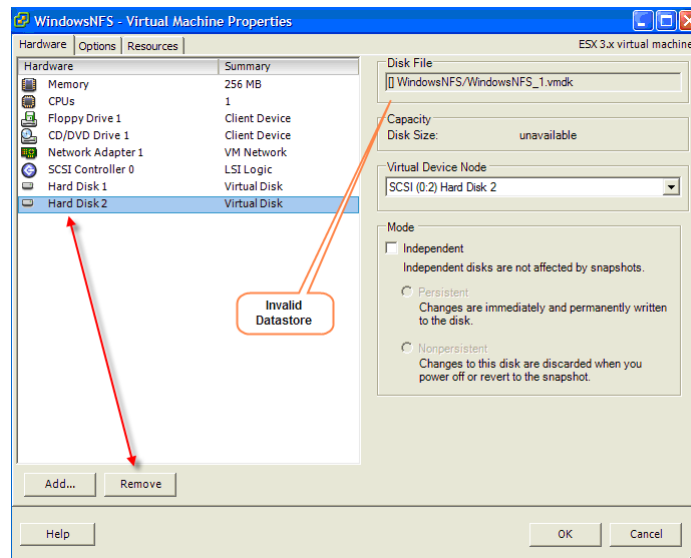 WindowsNFS - Virtual Machine Properties
Hardware Options Resources
ESX 3.x virtual machine
Hardware Summary
Memory 256 MB
CPUs 1
Floppy Drive 1 Client Device
CD/DVD Drive 1 Client Device
Network Adapter 1 VM Network
SCSI Controller 0 LSI Logic
Hard Disk 1 Virtual Disk
Hard Disk 2 Virtual Disk
Invalid
Datastore
Add... Remove
Disk File
[] WindowsNFS/WindowsNFS_1.vmdk
Capacity
Disk Size: unavailable
Virtual Device Node
SCSI (0:2) Hard Disk 2
Mode
Independent
Independent disks are not affected by snapshots.
Persistent
Changes are immediately and permanently written
to the disk.
Nonpersistent
Changes to this disk are discarded when you
power off or revert to the snapshot.
Help OK Cancel